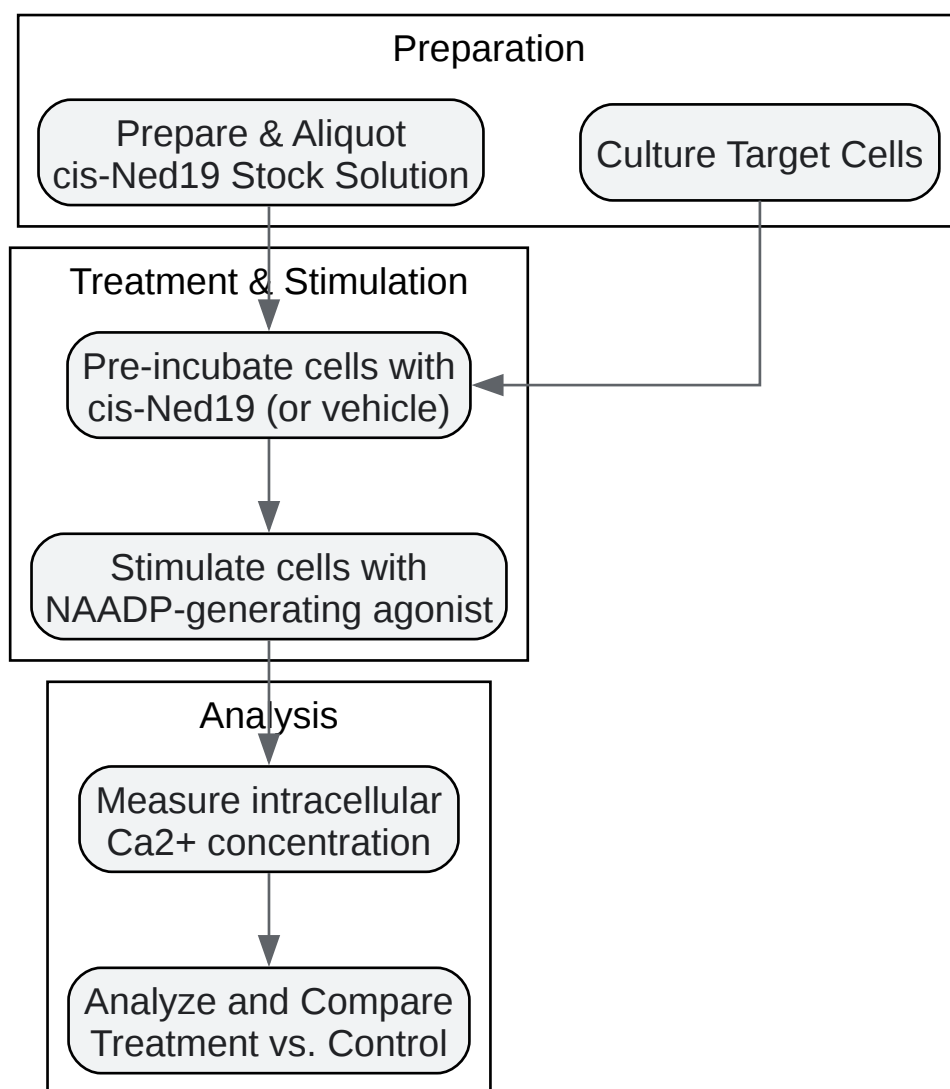 Preparation
Prepare & Aliquot
cis-Ned19 Stock Solution
Culture Target Cells
Treatment & Stimulation
Pre-incubate cells with
cis-Ned19 (or vehicle)
Stimulate cells with
NAADP-generating agonist
Analysis
Measure intracellular
Ca2+ concentration
Analyze and Compare
Treatment vs. Control